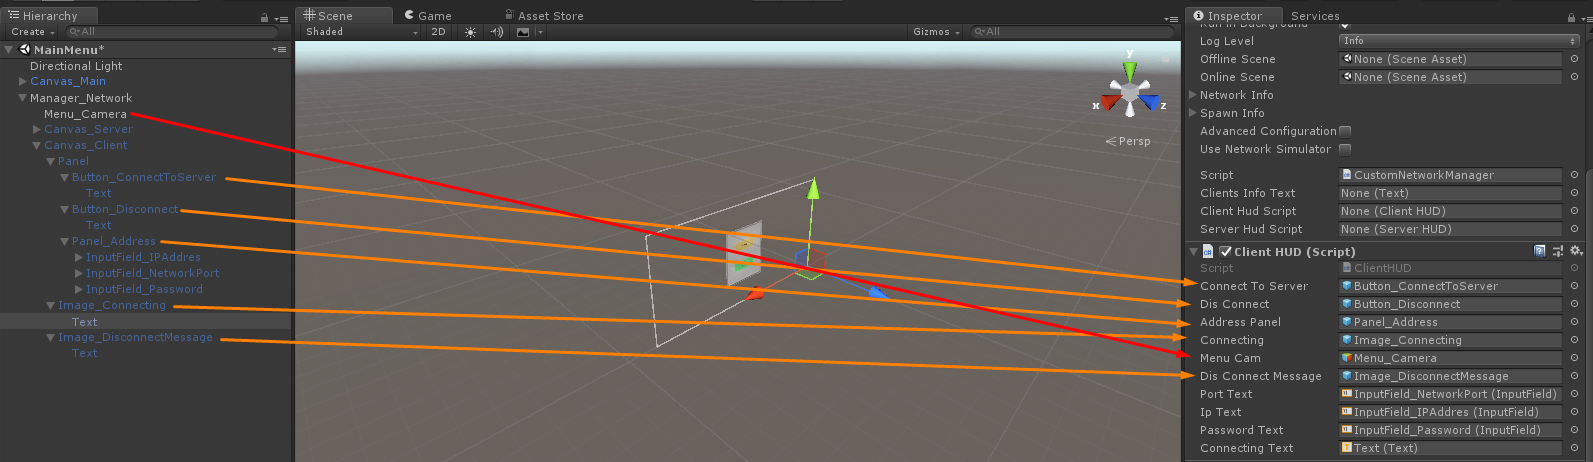 Hierarchy
Create
All
MainMenu*
Directional Light
Canvas_Main
Manager_Network
Menu_Camera
Canvas_Server
Canvas_Client
Panel
Button_ConnectToServer
Text
Button_Disconnect
Text
Panel_Address
InputField_IPAddres
InputField_NetworkPort
InputField_Password
Image_Connecting
Text
Image_DisconnectMessage
Text
Scene Game Asset Store
Shaded 2D Gizmos All
y
x z
Persp
Inspector Services
Run in Background
Log Level Info
Offline Scene None (Scene Asset)
Online Scene None (Scene Asset)
Network Info
Spawn Info
Advanced Configuration
Use Network Simulator
Script CustomNetworkManager
Clients Info Text None (Text)
Client Hud Script None (Client HUD)
Server Hud Script None (Server HUD)
Client HUD (Script)
Script ClientHUD
Connect To Server Button_ConnectToServer
Dis Connect Button_Disconnect
Address Panel Panel_Address
Connecting Image_Connecting
Menu Cam Menu_Camera
Dis Connect Message Image_DisconnectMessage
Port Text InputField_NetworkPort (InputField)
Ip Text InputField_IPAddres (InputField)
Password Text InputField_Password (InputField)
Connecting Text Text (Text)